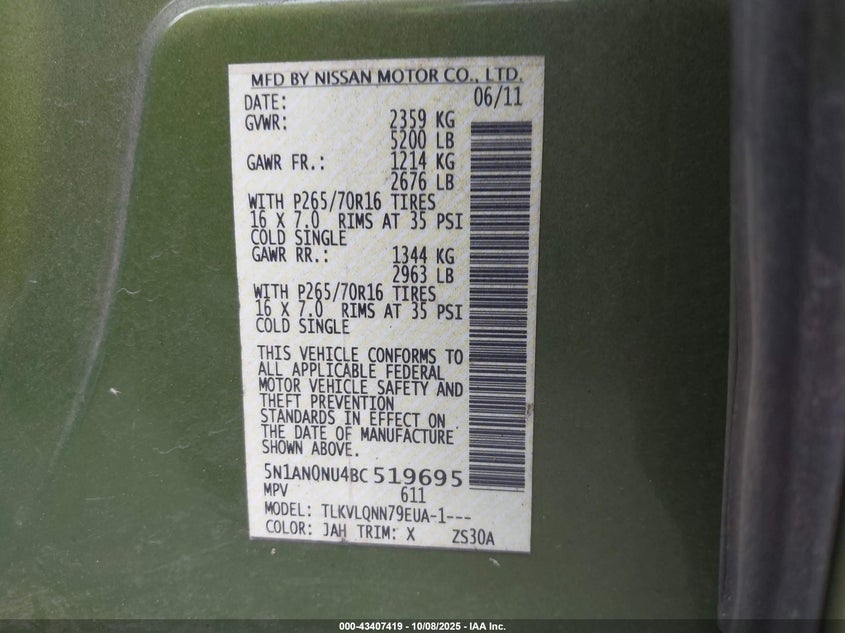 MFD BY NISSAN MOTOR CO., LTD.
DATE: 06/11
GVWR: 2359 KG
5200 LB
GAWR FR.: 1214 KG
2676 LB
WITH P265/70R16 TIRES
16 X 7.0 RIMS AT 35 PSI
COLD SINGLE
GAWR RR.: 1344 KG
2963 LB
WITH P265/70R16 TIRES
16 X 7.0 RIMS AT 35 PSI
COLD SINGLE
THIS VEHICLE CONFORMS TO
ALL APPLICABLE FEDERAL
MOTOR VEHICLE SAFETY AND
THEFT PREVENTION
STANDARDS IN EFFECT ON
THE DATE OF MANUFACTURE
SHOWN ABOVE.
5N1AN0NU4BC519695
MPV 611
MODEL: TLKVLQNN79EUA-1---
COLOR: JAH TRIM: X ZS30A
000-43407419 - 10/08/2025 - IAA Inc.